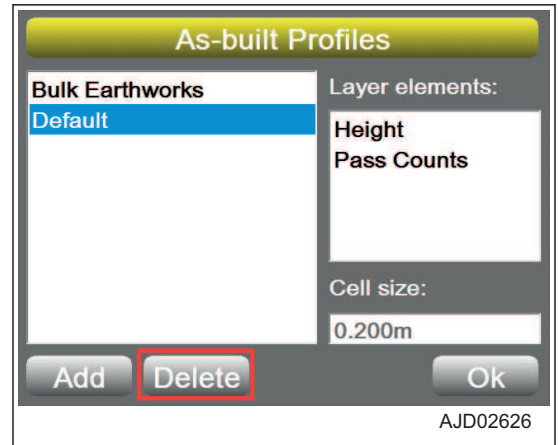 As-built Profiles
Bulk Earthworks
Default
Layer elements:
Height
Pass Counts
Cell size:
0.200m
Add
Delete
Ok
AJD02626